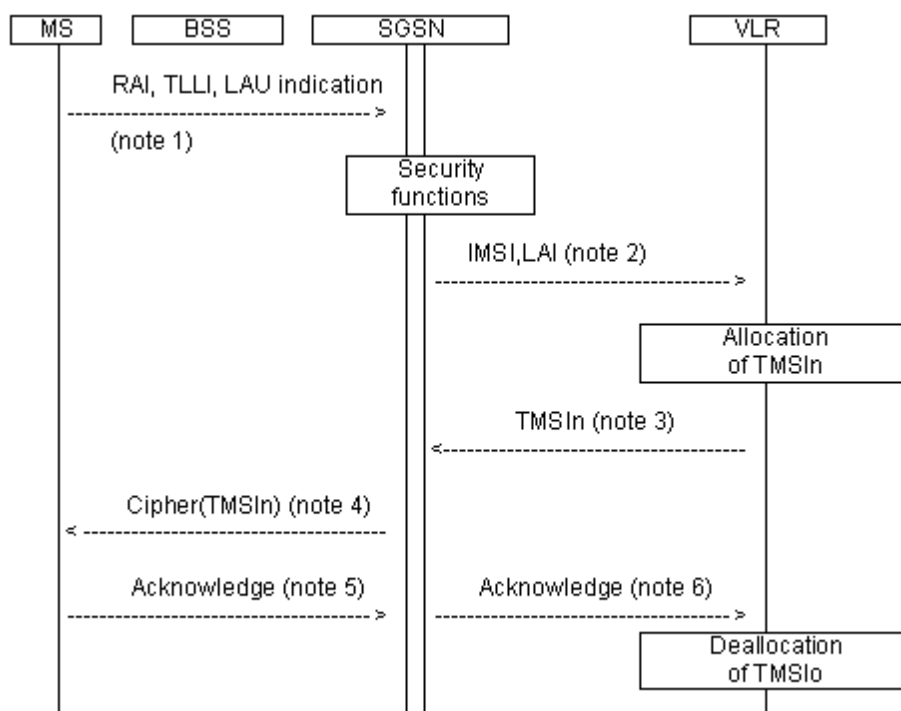 MS BSS SGSN VLR
RAI, TLLI, LAU indication
(note 1)
Security
functions
IMSI,LAI (note 2)
Allocation
of TMSIn
TMSIn (note 3)
Cipher(TMSIn) (note 4)
Acknowledge (note 5) Acknowledge (note 6)
Deallocation
of TMSIo